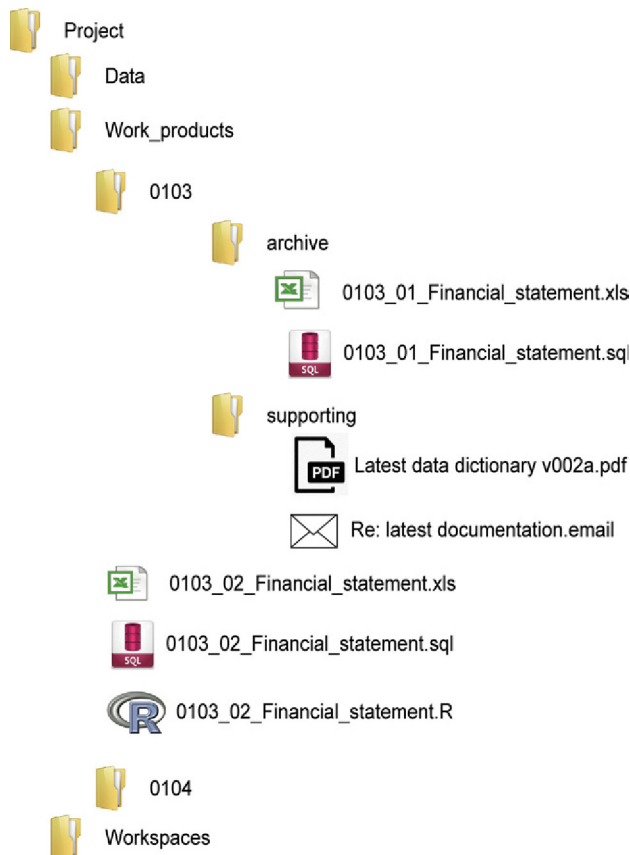 Project
Data
Work_products
0103
archive
0103_01_Financial_statement.xls
SQL
0103_01_Financial_statement.sql
supporting
PDF
Latest data dictionary v002a.pdf
Re: latest documentation.email
0103_02_Financial_statement.xls
SQL
0103_02_Financial_statement.sql
R
0103_02_Financial_statement.R
0104
Workspaces